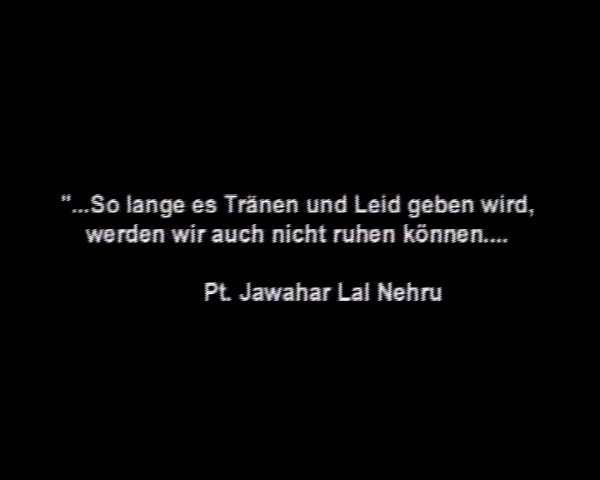 "...So lange es Tränen und Leid geben wird,
werden wir auch nicht ruhen können....
Pt. Jawahar Lal Nehru